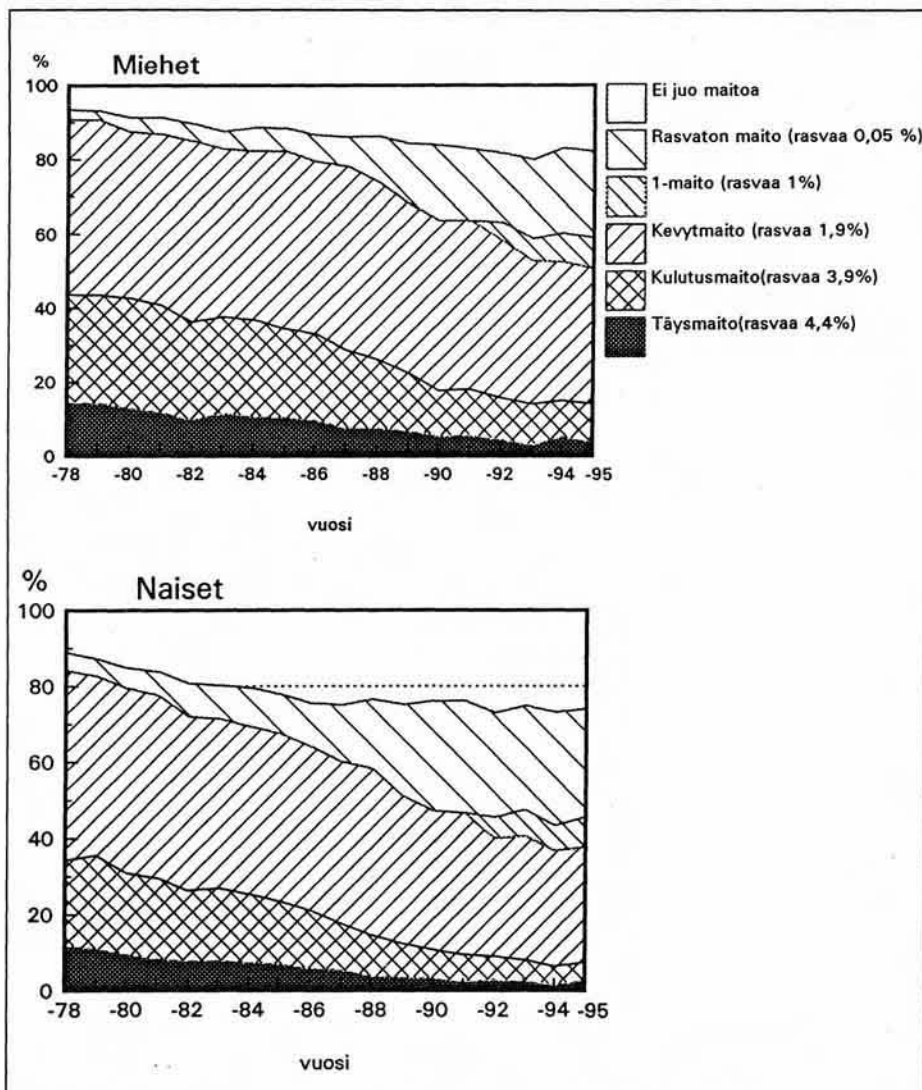 % Miehet
100
80
60
40
20
0
-78 -80 -82 -84 -86 -88 -90 -92 -94 -95
vuosi
Ei juo maitoa
Rasvaton maito (rasvaa 0,05 %)
1-maito (rasvaa 1%)
Kevytmaito (rasvaa 1,9%)
Kulutusmaito(rasvaa 3,9%)
Täysmaito(rasvaa 4,4%)
% Naiset
100
80
60
40
20
0
-78 -80 -82 -84 -86 -88 -90 -92 -94 -95
vuosi